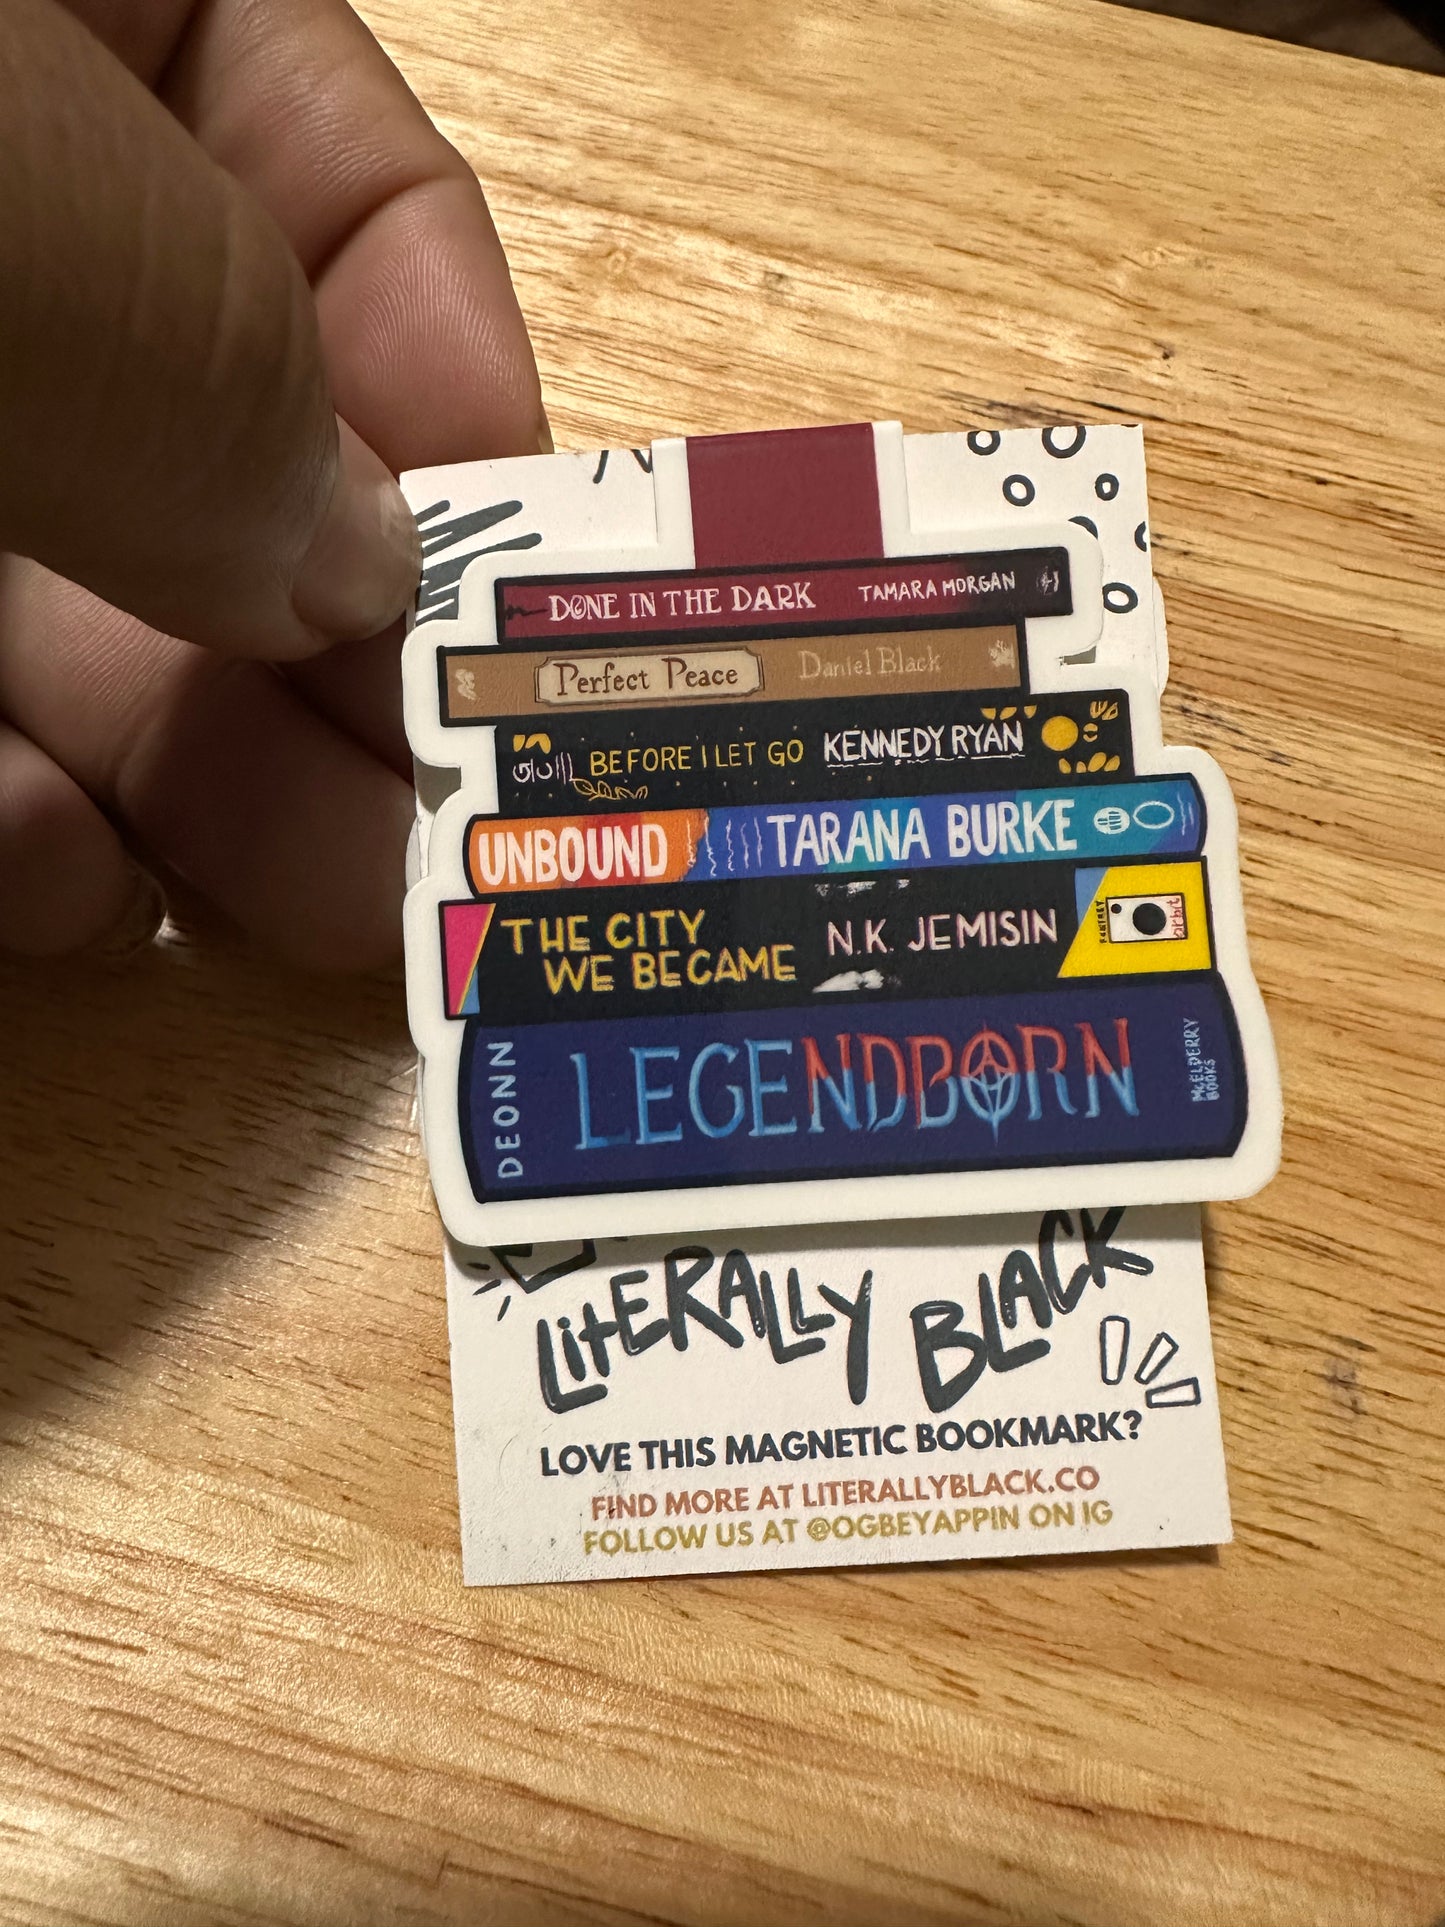 DONE IN THE DARK TAMARA MORGAN
Perfect Peace Daniel Black
BEFORE I LET GO KENNEDY RYAN
UNBOUND TARANA BURKE
THE CITY N.K. JEMISIN
WE BECAME
FANTASY
orbit
DEONN
LEGENDBORN
MCELDERRY
BOOKS
LITERALLY BLACK
LOVE THIS MAGNETIC BOOKMARK?
FIND MORE AT LITERALLYBLACK.CO
FOLLOW US AT @OGBEYAPPIN ON IG